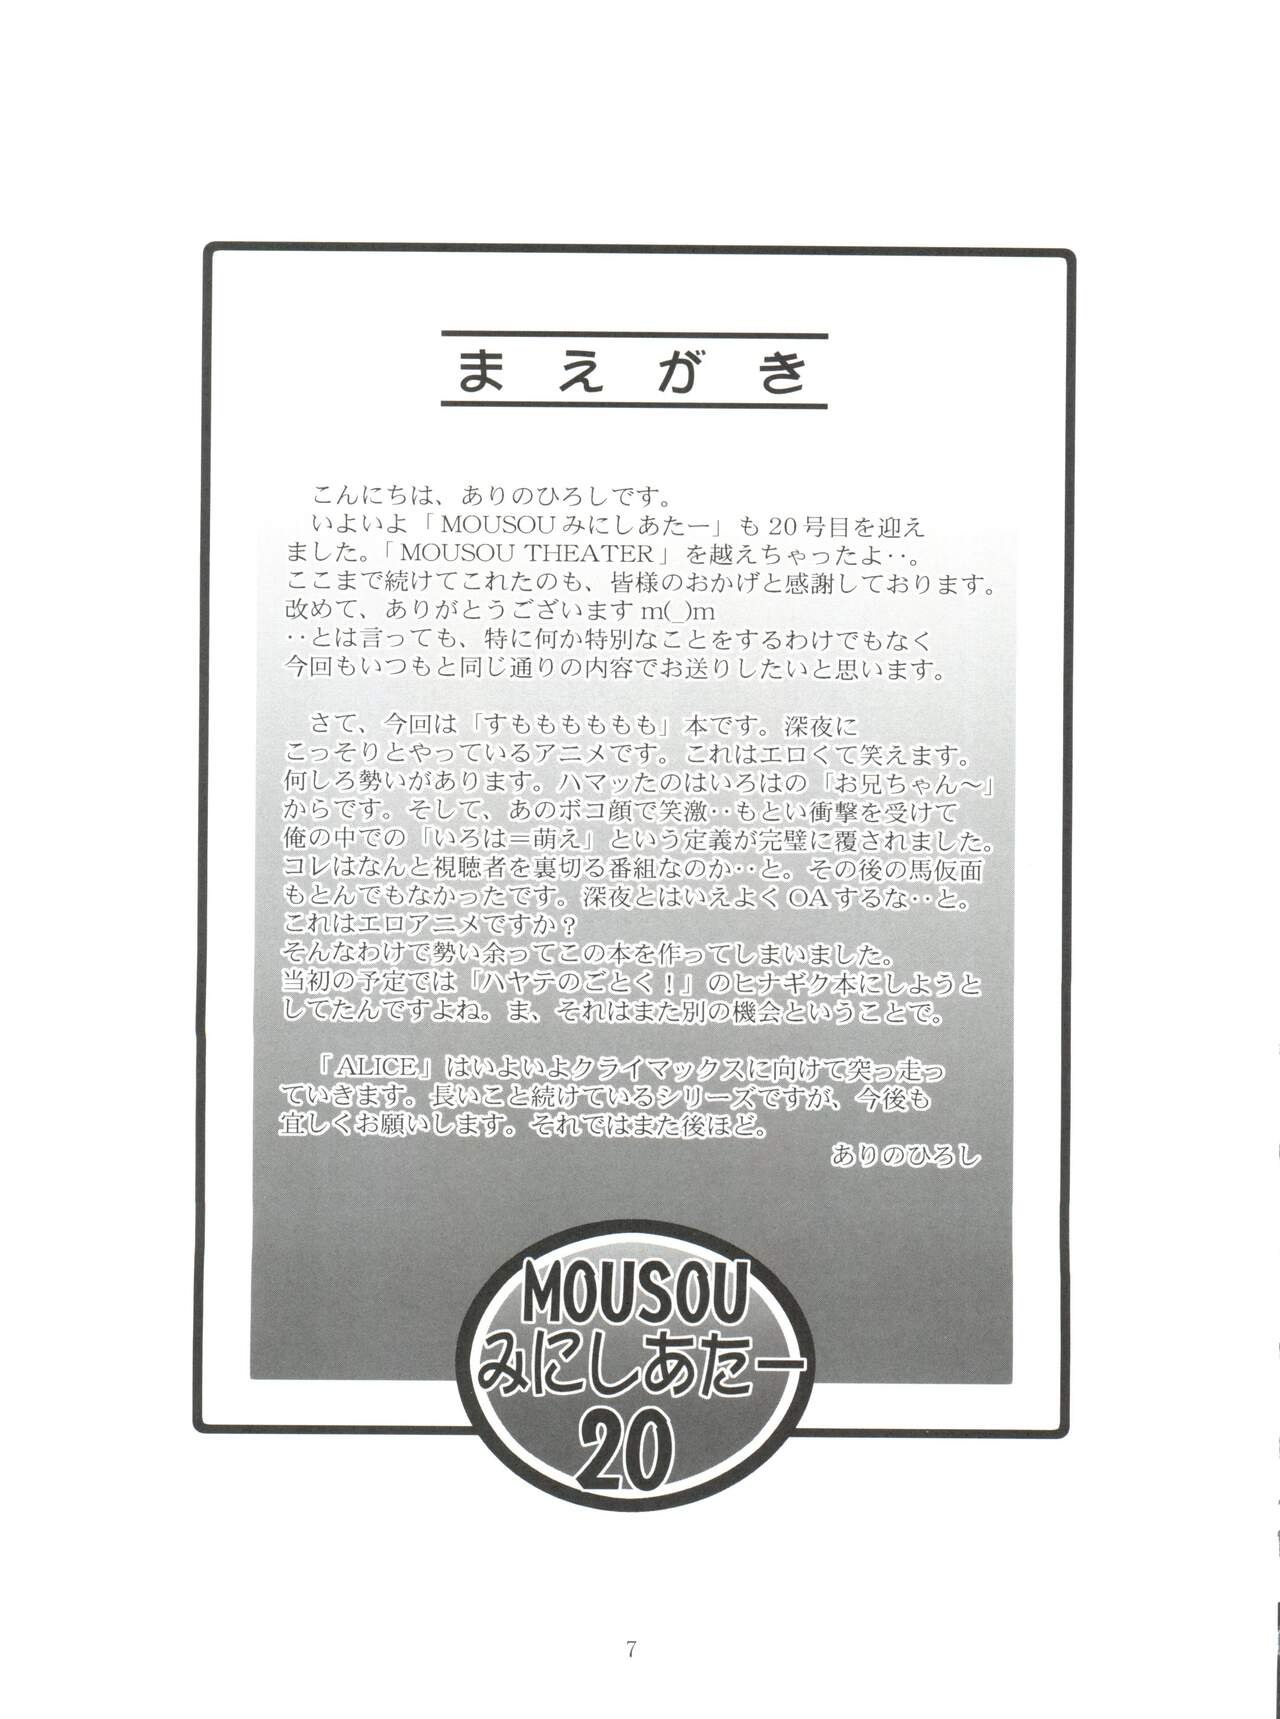 まえがき
こんにちは、ありのひろしです。
いよいよ「MOUSOUみにしあたー」も20号目を迎え
ました。「MOUSOU THEATER」を越えちゃったよ‥。
ここまで続けてこれたのも、皆様のおかげと感謝しております。
改めて、ありがとうございますm(_)m
‥とは言っても、特に何か特別なことをするわけでもなく
今回もいつもと同じ通りの内容でお送りしたいと思います。
さて、今回は「すもももももも」本です。深夜に
こっそりとやっているアニメです。これはエロくて笑えます。
何しろ勢いがあります。ハマッたのはいろはの「お兄ちゃん～」
からです。そして、あのボコ顔で笑激‥もとい衝撃を受けて
俺の中での「いろは＝萌え」という定義が完璧に覆されました。
コレはなんと視聴者を裏切る番組なのか‥と。その後の馬仮面
もとんでもなかったです。深夜とはいえよくOAするな‥と。
これはエロアニメですか？
そんなわけで勢い余ってこの本を作ってしまいました。
当初の予定では「ハヤテのごとく！」のヒナギク本にしようと
してたんですよね。ま、それはまた別の機会ということで。
「ALICE」はいよいよクライマックスに向けて突っ走っ
ていきます。長いこと続けているシリーズですが、今後も
宜しくお願いします。それではまた後ほど。
ありのひろし
MOUSOU
みにしあたー
20
7